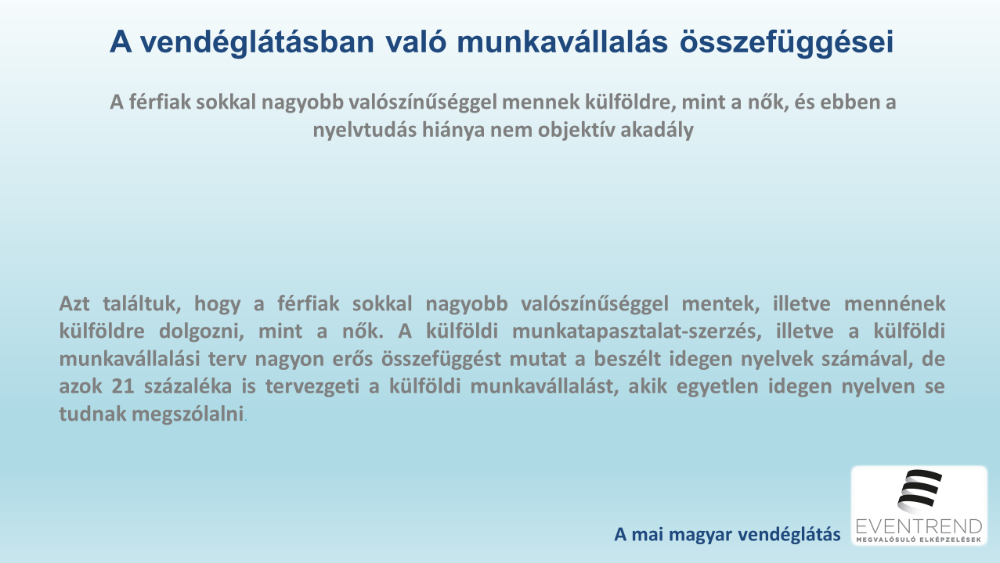 A vendéglátásban való munkavállalás összefüggései
A férfiak sokkal nagyobb valószínűséggel mennek külföldre, mint a nők, és ebben a
nyelvtudás hiánya nem objektív akadály
Azt találtuk, hogy a férfiak sokkal nagyobb valószínűséggel mentek, illetve mennének
külföldre dolgozni, mint a nők. A külföldi munkatapasztalat-szerzés, illetve a külföldi
munkavállalási terv nagyon erős összefüggést mutat a beszélt idegen nyelvek számával, de
azok 21 százaléka is tervezgeti a külföldi munkavállalást, akik egyetlen idegen nyelven se
tudnak megszólalni.
A mai magyar vendéglátás
EVENTREND
MEGVALÓSULÓ ELKÉPZELÉSEK